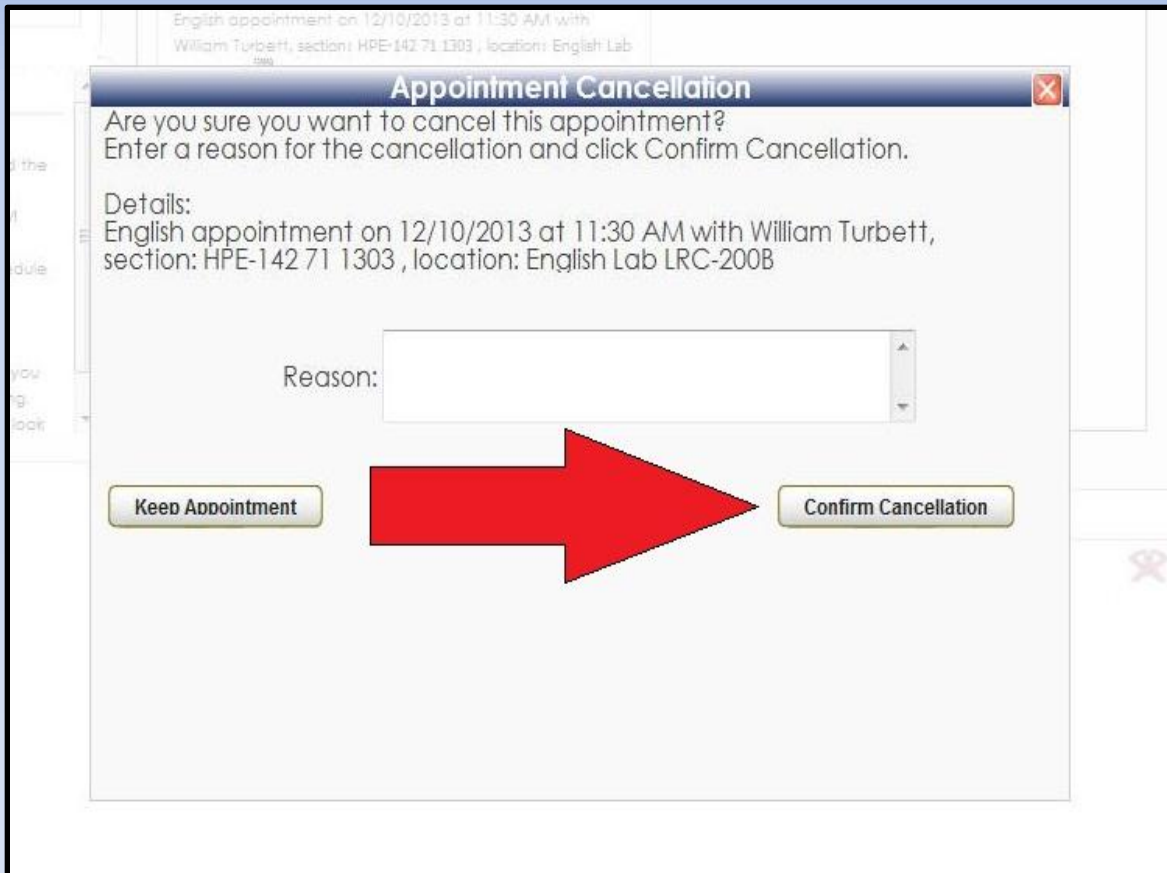 English appointment on 12/10/2013 at 11:30 AM with
William Turbett, section: HPE-142 71 1303 , location: English Lab
Appointment Cancellation
Are you sure you want to cancel this appointment?
Enter a reason for the cancellation and click Confirm Cancellation.
Details:
English appointment on 12/10/2013 at 11:30 AM with William Turbett,
section: HPE-142 71 1303 , location: English Lab LRC-200B
the
you
Reason:
Keep Appointment
Confirm Cancellation